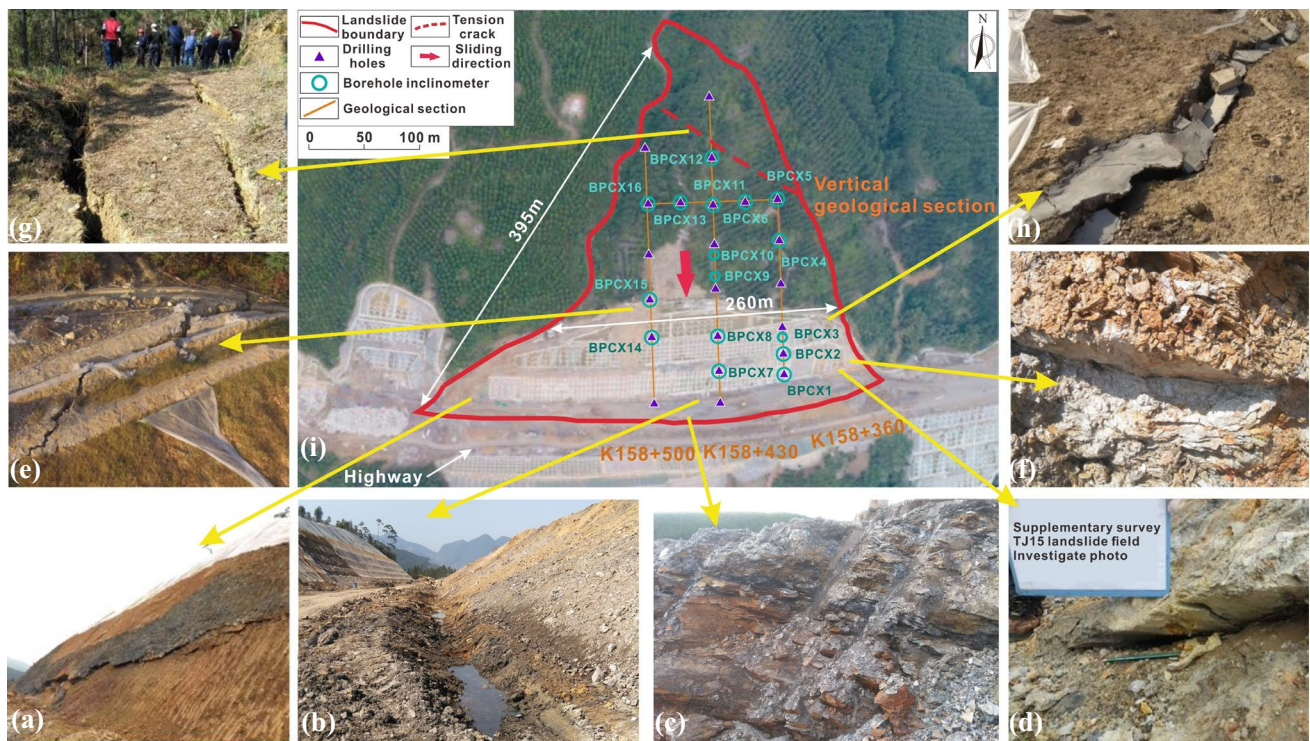 (g)
Landslide
boundary
Tension
crack
Drilling
holes
Sliding
direction
Borehole inclinometer
Geological section
0 50 100 m
N
(h)
BPCX12
BPCX5
BPCX16
BPCX11
Vertical
geological section
BPCX13
BPCX6
395m
BPCX10
BPCX4
BPCX9
BPCX15
260m
BPCX3
BPCX14
BPCX8
BPCX2
BPCX7
BPCX1
(e)
(i)
(f)
K158+500
K158+430
K158+360
Highway
Supplementary survey
TJ15 landslide field
Investigate photo
(a)
(b)
(c)
(d)